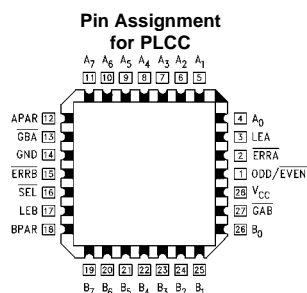 Pin Assignment
for PLCC
A7 A6 A5 A4 A3 A2 A1
11 10 9 8 7 6 5
APAR 12
GBA 13
GND 14
ERRB 15
SEL 16
LEB 17
BPAR 18
4 A0
3 LEA
2 ERRA
1 ODD/EVEN
28 VCC
27 GAB
26 B0
19 20 21 22 23 24 25
B7 B6 B5 B4 B3 B2 B1